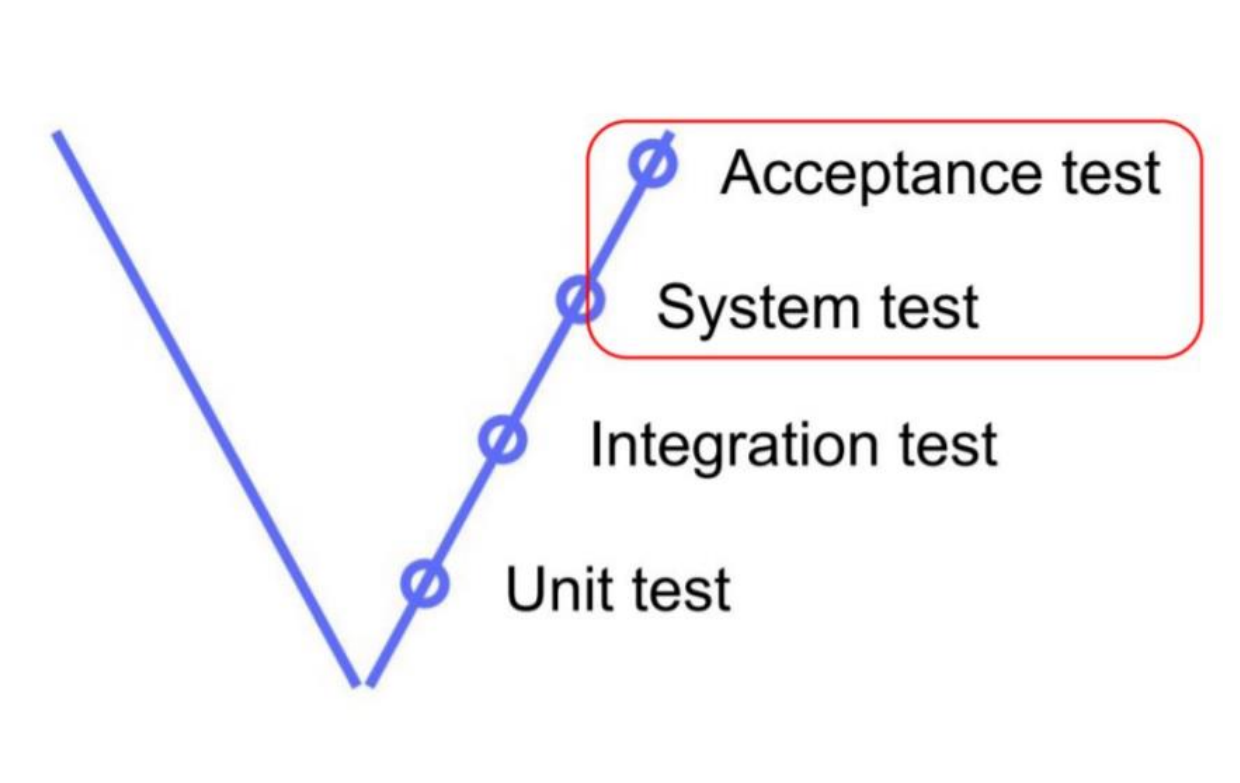 Acceptance test
System test
Integration test
Unit test